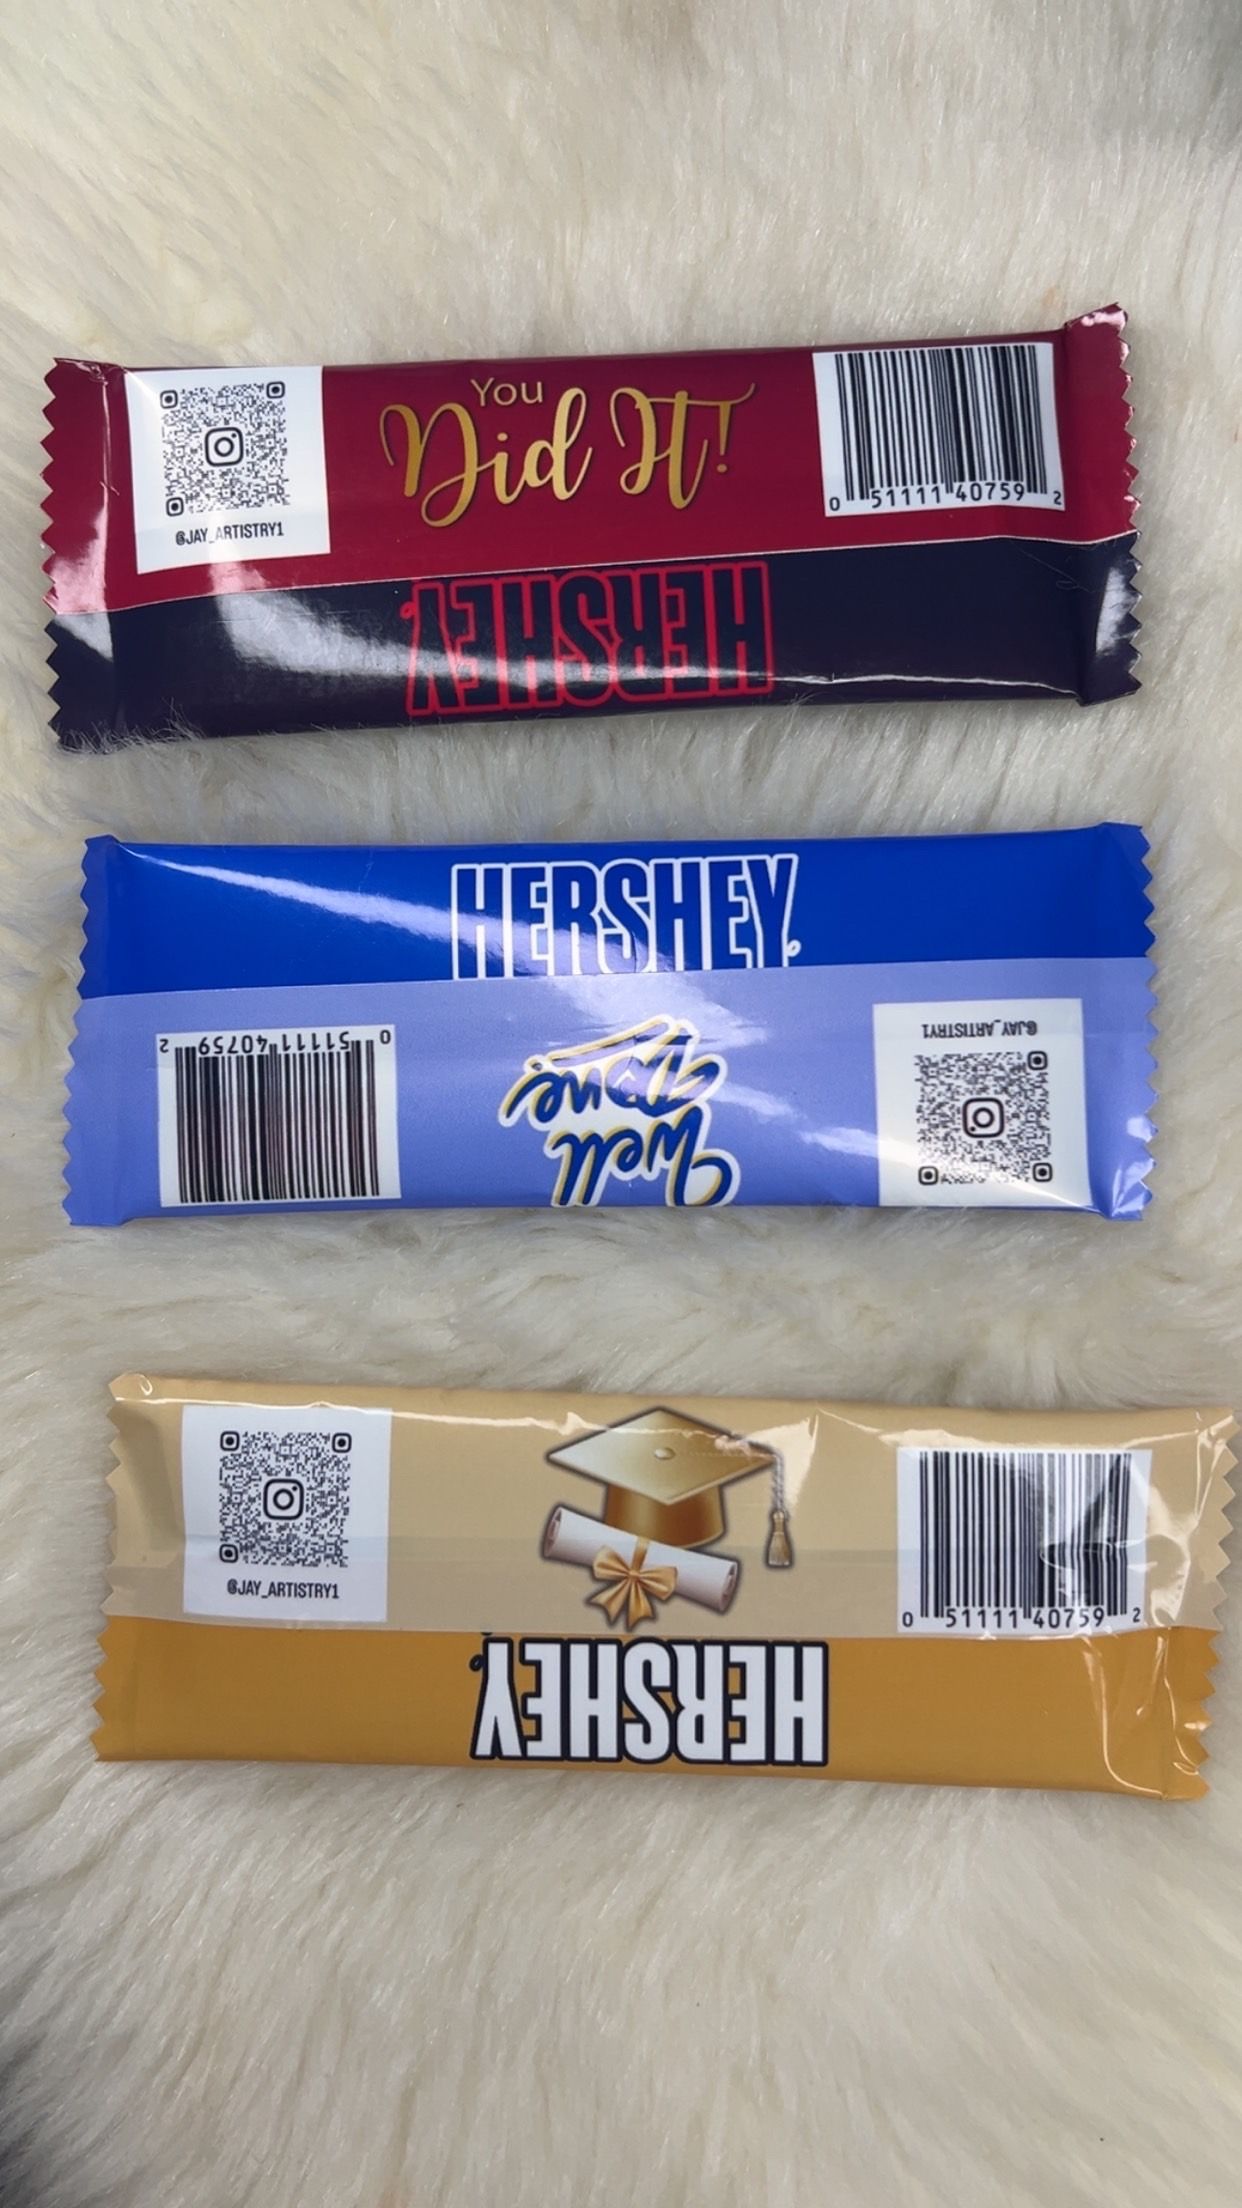 You
Did It!
@JAY_ARTISTRY1
0 51111 40759 2
HERSHEY
HERSHEY
0 51111 40759 2
Well
Done
@JAY_ARTISTRY1
@JAY_ARTISTRY1
0 51111 40759 2
HERSHEY